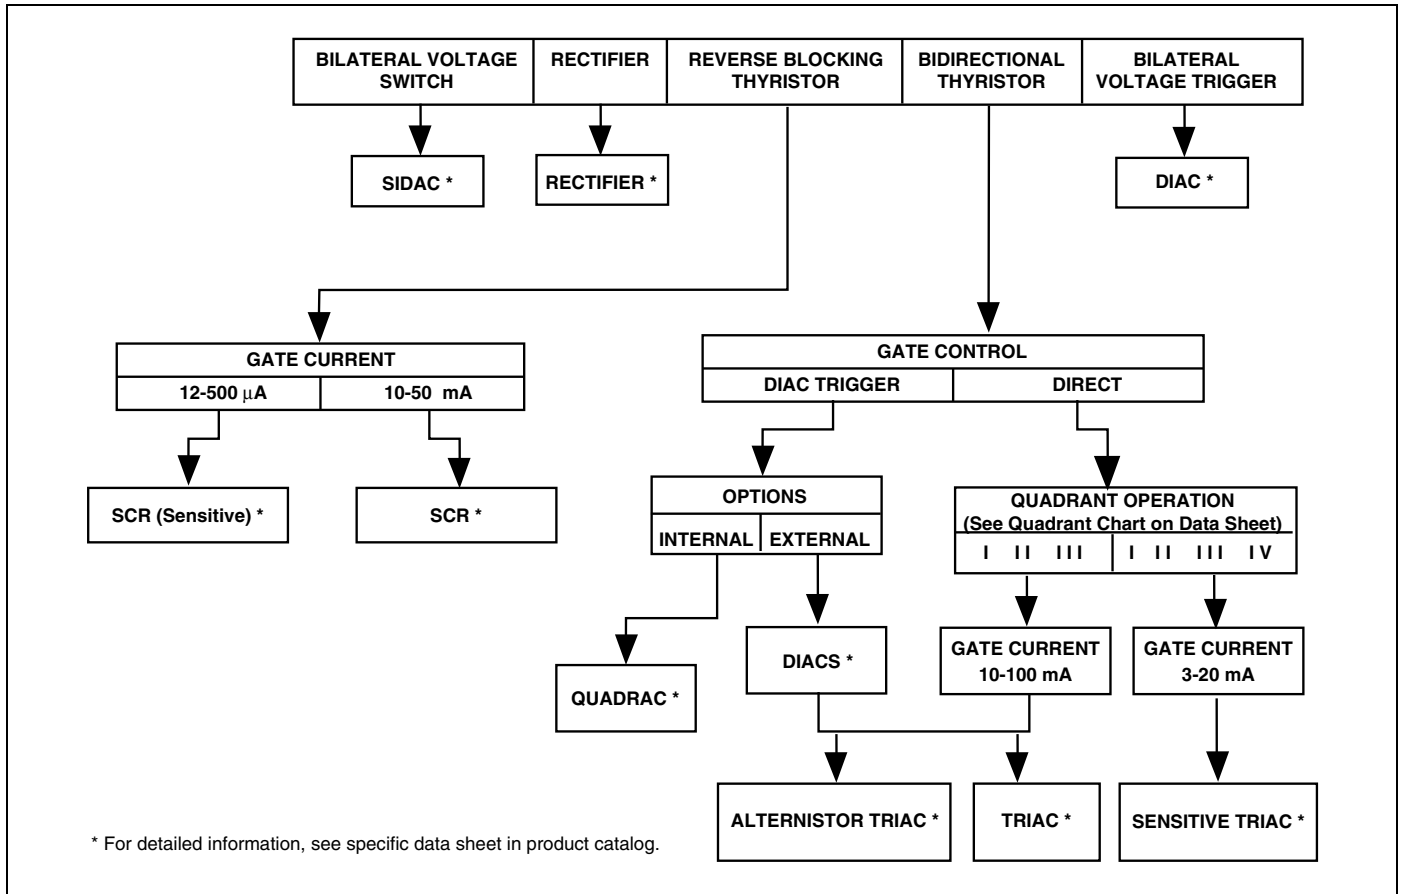 BILATERAL VOLTAGE
SWITCH
RECTIFIER
REVERSE BLOCKING
THYRISTOR
BIDIRECTIONAL
THYRISTOR
BILATERAL
VOLTAGE TRIGGER
SIDAC *
RECTIFIER *
DIAC *
GATE CURRENT
12-500 μA
10-50 mA
SCR (Sensitive) *
SCR *
GATE CONTROL
DIAC TRIGGER
DIRECT
OPTIONS
INTERNAL
EXTERNAL
QUADRANT OPERATION
(See Quadrant Chart on Data Sheet)
I II III
I II III IV
QUADRAC *
DIACS *
GATE CURRENT
10-100 mA
GATE CURRENT
3-20 mA
ALTERNISTOR TRIAC *
TRIAC *
SENSITIVE TRIAC *
* For detailed information, see specific data sheet in product catalog.